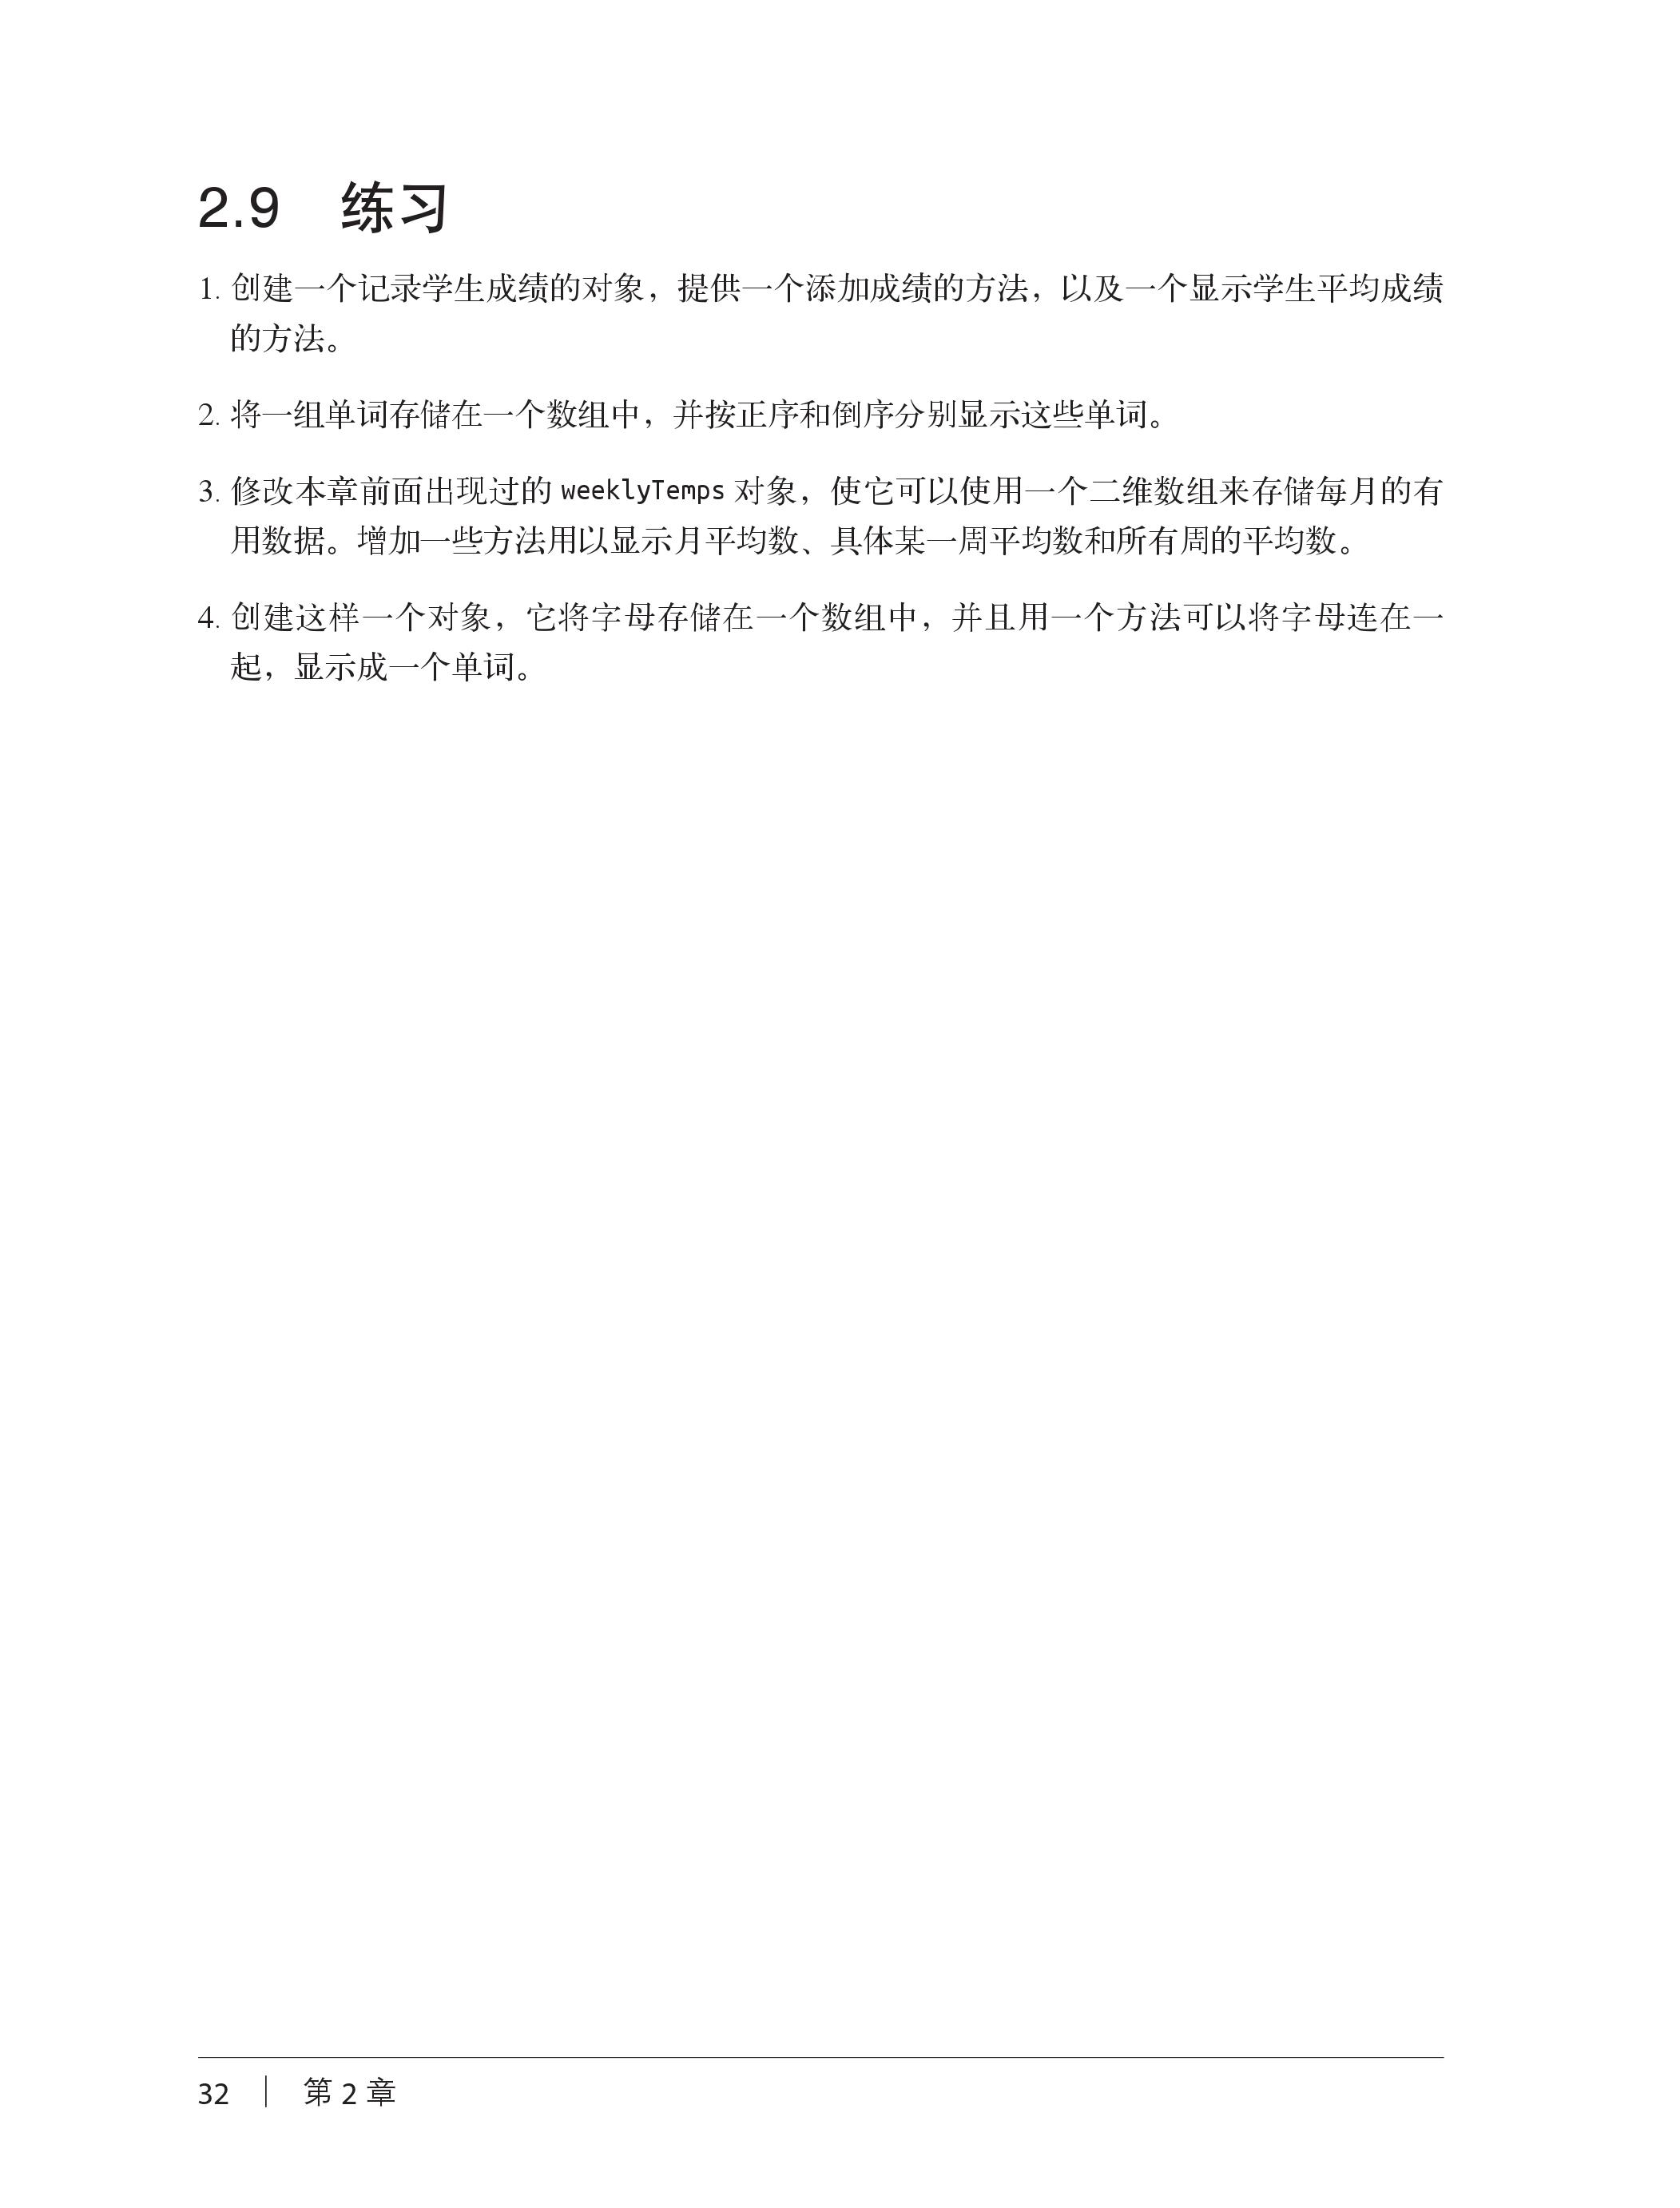 2.9 练习
1. 创建一个记录学生成绩的对象，提供一个添加成绩的方法，以及一个显示学生平均成绩
的方法。
2. 将一组单词存储在一个数组中，并按正序和倒序分别显示这些单词。
3. 修改本章前面出现过的 weeklyTemps 对象，使它可以使用一个二维数组来存储每月的有
用数据。增加一些方法用以显示月平均数、具体某一周平均数和所有周的平均数。
4. 创建这样一个对象，它将字母存储在一个数组中，并且用一个方法可以将字母连在一
起，显示成一个单词。
32 ｜ 第 2 章